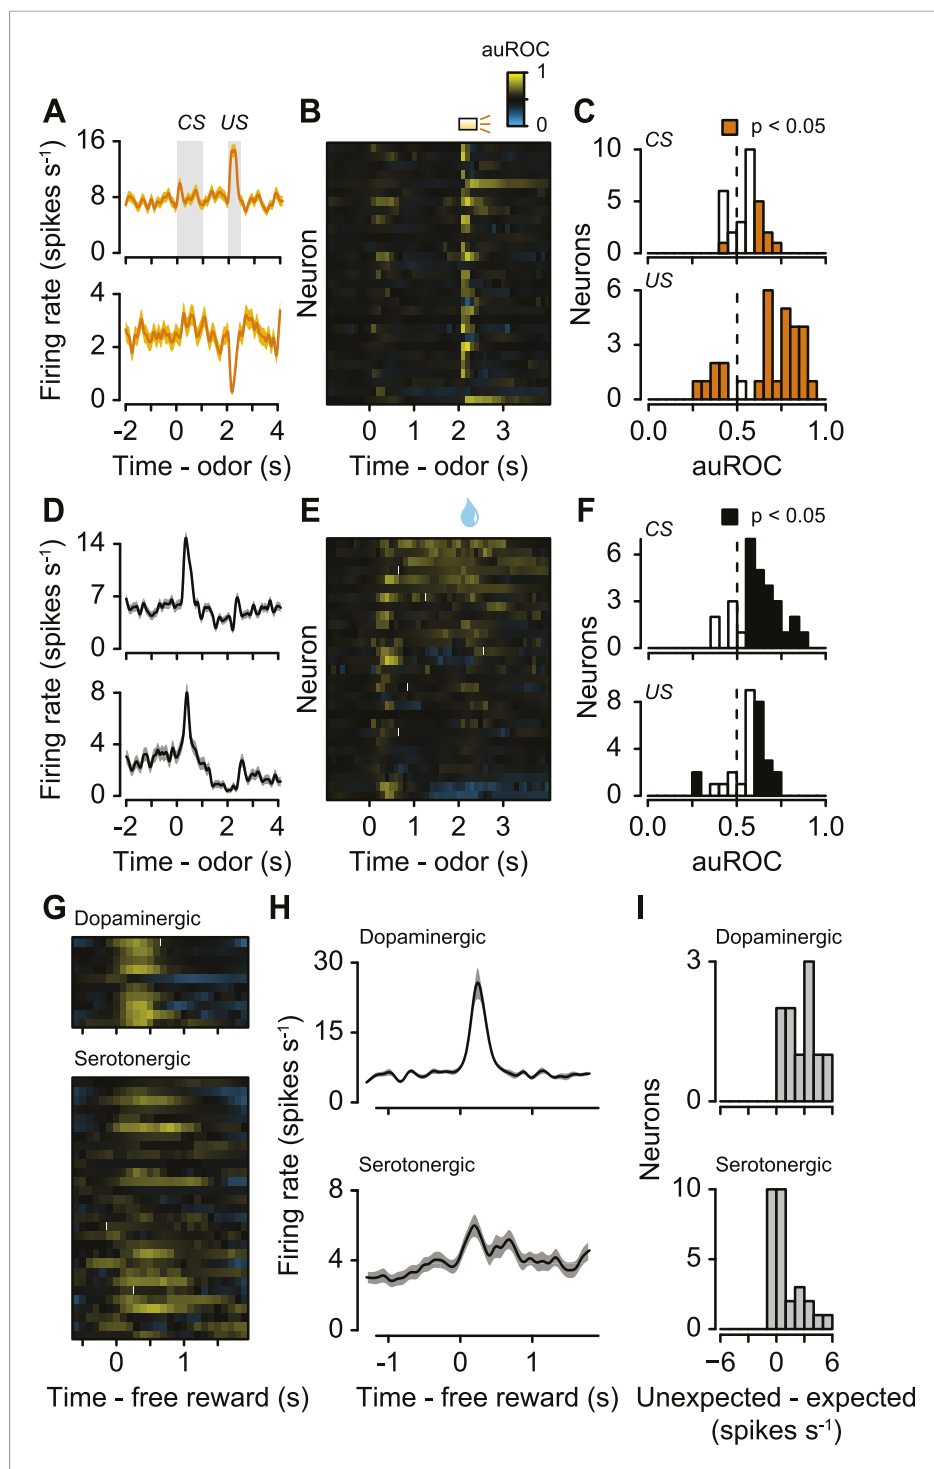 auROC
1
0
A
CS
US
16
8
0
4
2
0
Firing rate (spikes s-1)
-2
0
2
4
Time - odor (s)
B
Neuron
0
1
2
3
Time - odor (s)
C
p < 0.05
CS
10
5
0
US
6
3
0
Neurons
0.0
0.5
1.0
auROC
D
14
7
0
8
4
0
Firing rate (spikes s-1)
-2
0
2
4
Time - odor (s)
E
Neuron
0
1
2
3
Time - odor (s)
F
p < 0.05
CS
6
3
0
US
8
4
0
Neurons
0.0
0.5
1.0
auROC
G
Dopaminergic
Serotonergic
0
1
Time - free reward (s)
H
Dopaminergic
30
15
0
Serotonergic
8
4
0
Firing rate (spikes s-1)
-1
0
1
Time - free reward (s)
I
Dopaminergic
3
0
Serotonergic
10
5
0
Neurons
−6
0
6
Unexpected - expected
(spikes s-1)